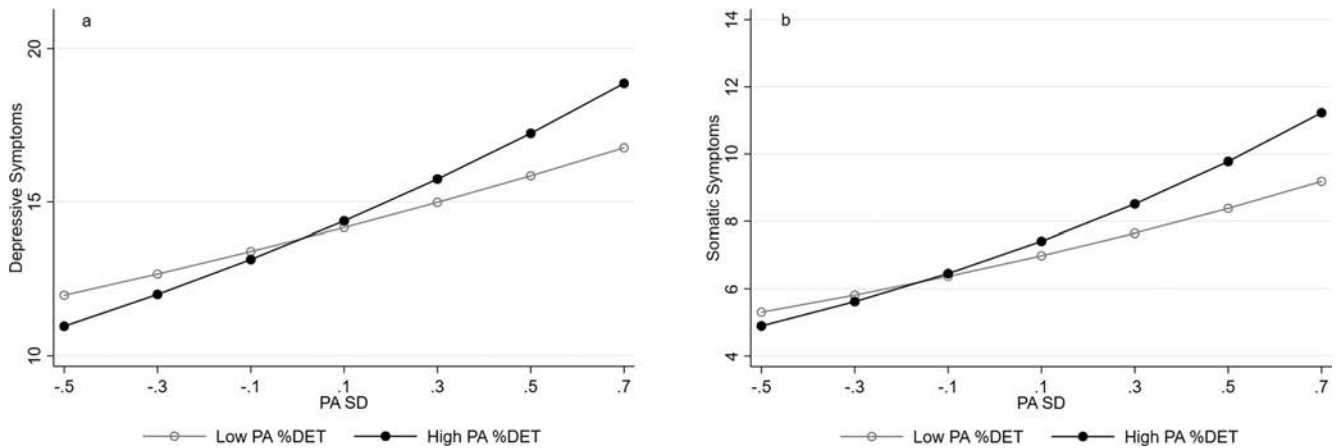 a
Depressive Symptoms
20
15
10
-.5 -.3 -.1 .1 .3 .5 .7
PA SD
Low PA %DET High PA %DET
b
Somatic Symptoms
14
12
10
8
6
4
-.5 -.3 -.1 .1 .3 .5 .7
PA SD
Low PA %DET High PA %DET